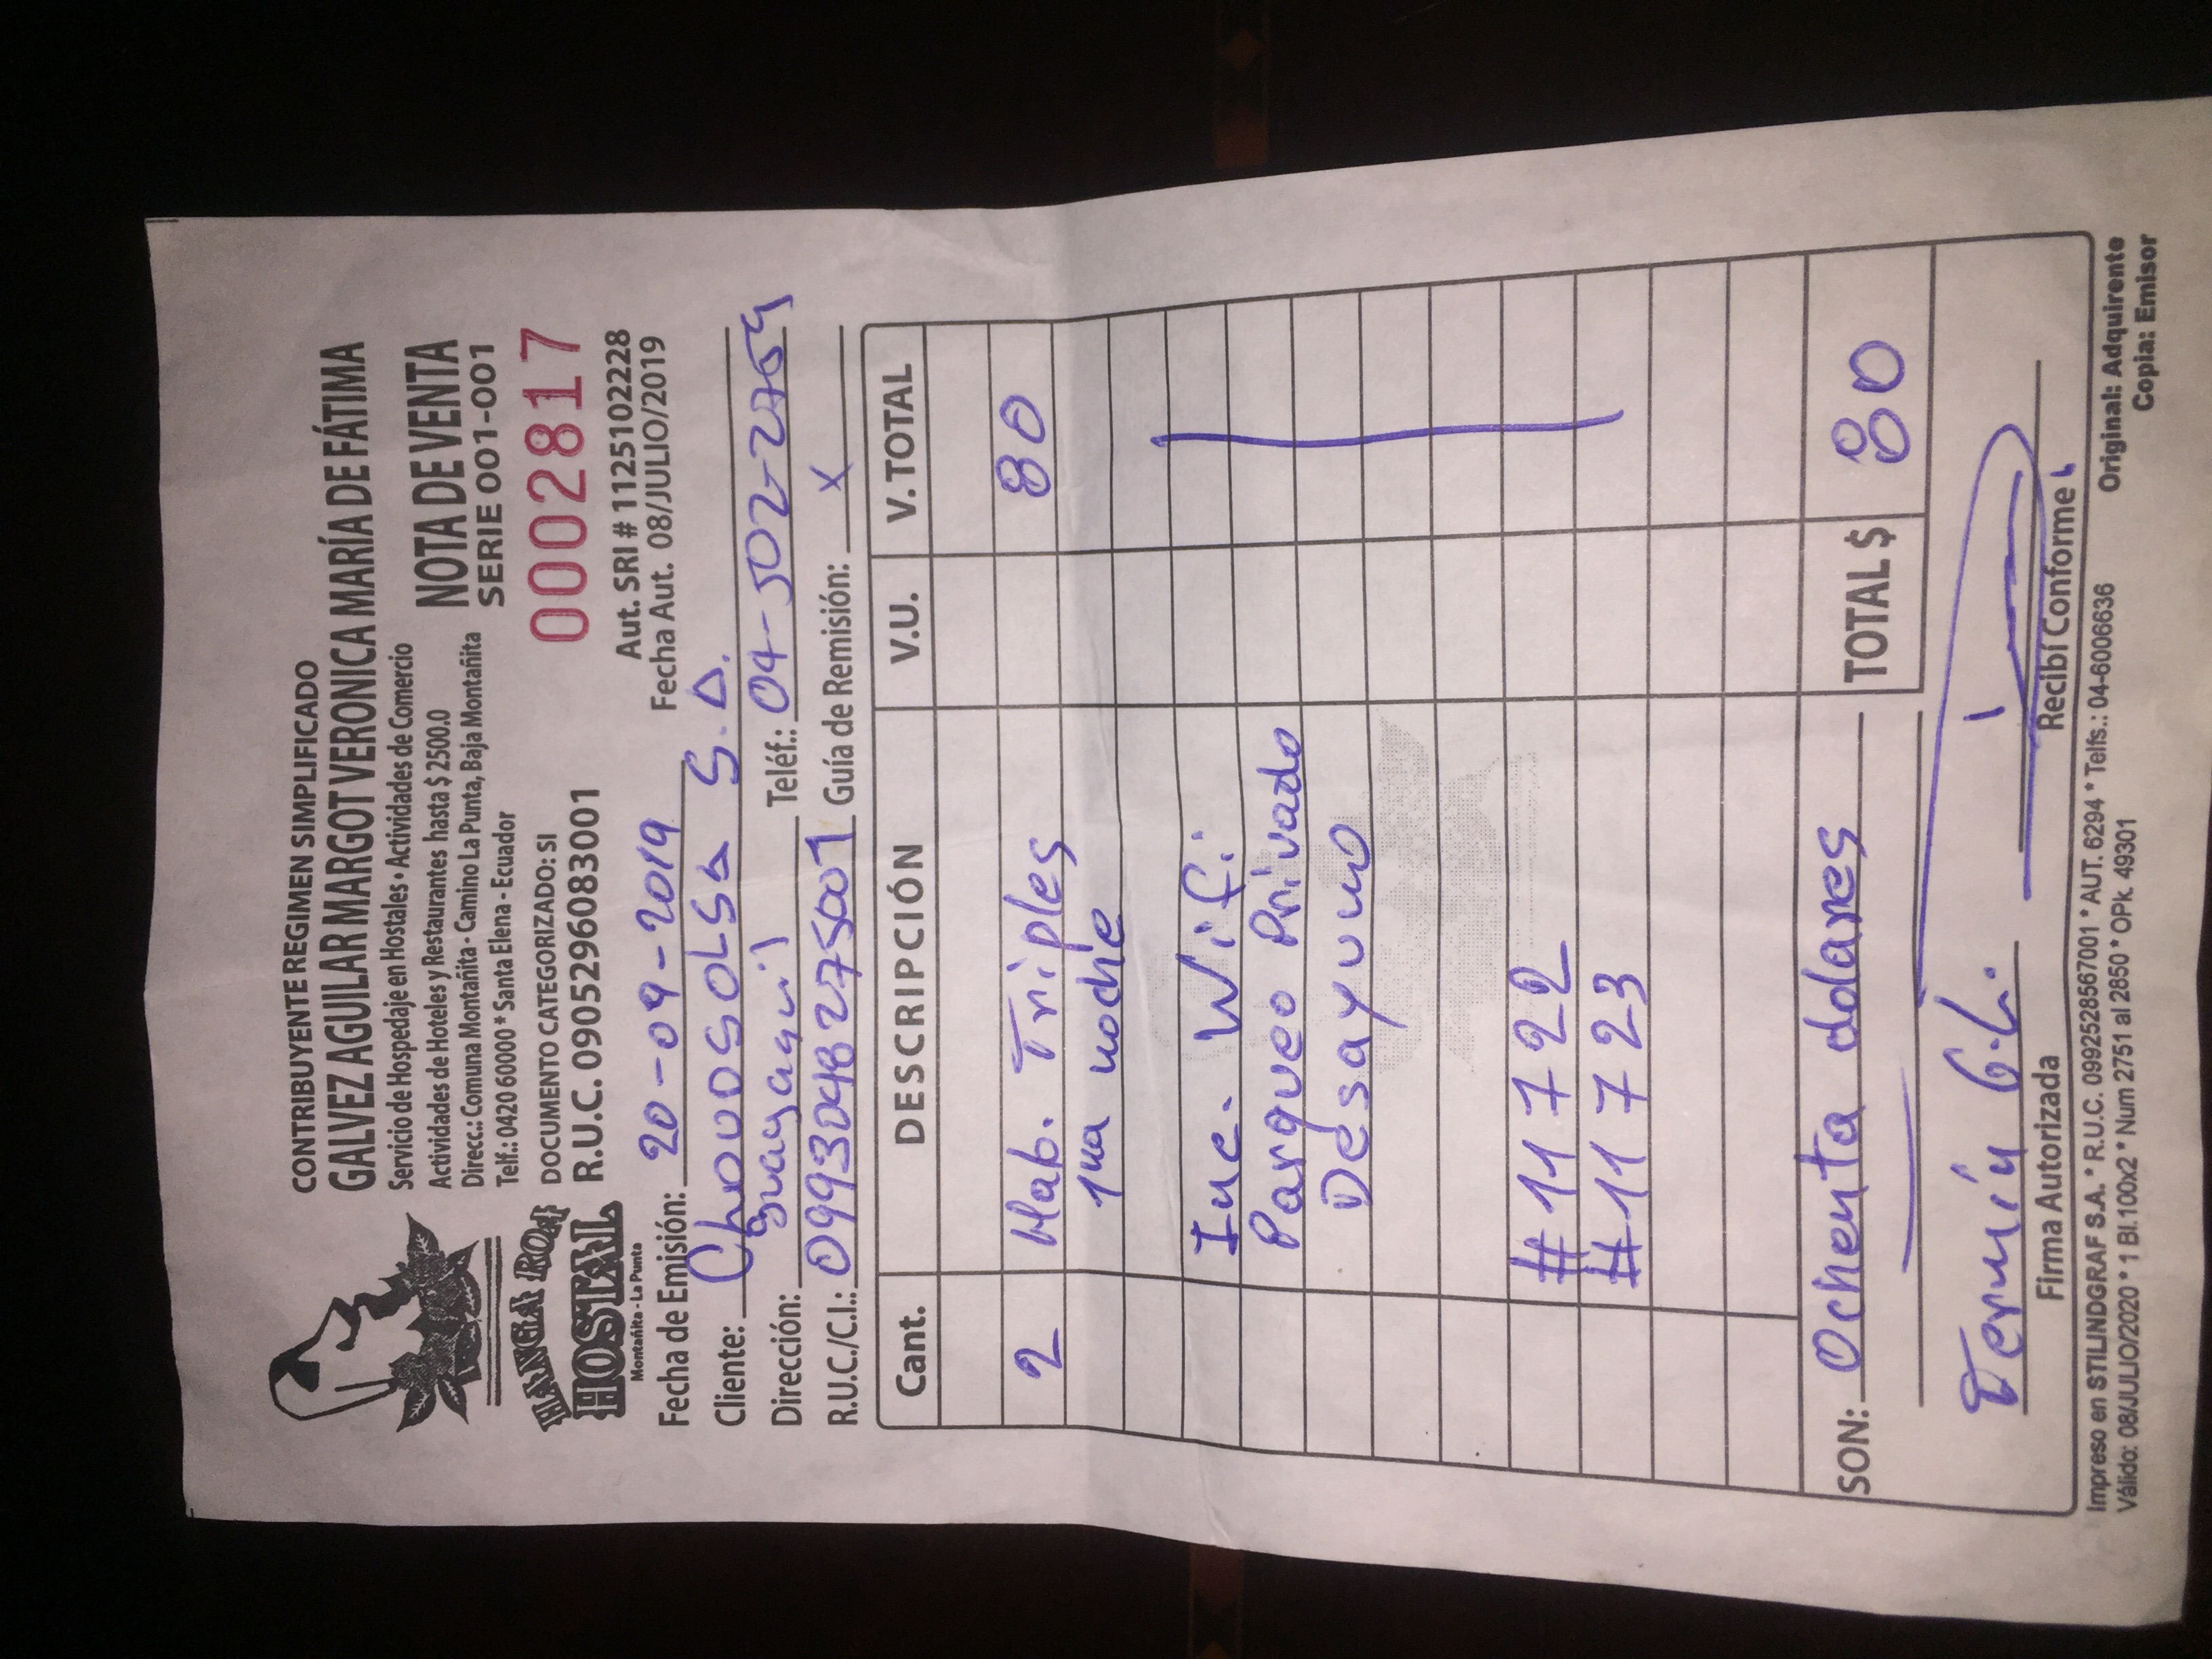 CONTRIBUYENTE REGIMEN SIMPLIFICADO
GALVEZ AGUILAR MARGOT VERONICA MARÍA DE FÁTIMA
Servicio de Hospedaje en Hostales • Actividades de Comercio
Actividades de Hoteles y Restaurantes hasta $ 2500.0
Direcc.: Comuna Montañita - Camino La Punta, Baja Montañita
Telf.: 0420 60000 * Santa Elena - Ecuador
DOCUMENTO CATEGORIZADO: SI
R.U.C. 0905296083001
NOTA DE VENTA
SERIE 001-001
0002817
Aut. SRI # 1125102228
Fecha Aut. 08/JULIO/2019
HANGA ROA
HOSTAL
Montañita - La Punta
Fecha de Emisión: 20-09-2019
Cliente: Chovosolsa S.A.
Dirección: Guayaquil Teléf.: 04-502-2759
R.U.C./C.I.: 0993048275001 Guía de Remisión: X
Cant. DESCRIPCIÓN V.U. V. TOTAL
2 Hab. Triples 80
1ra noche
Inc. Wifi
Parqueo Privado
Desayuno
#11722
#11723
SON: Ochenta dolares TOTAL $ 80
Fermín G.L.
Firma Autorizada Recibí Conforme
Impreso en STILINDGRAF S.A. * R.U.C. 0992528567001 * AUT. 6294 * Telfs.: 04-6006636
Válido: 08/JULIO/2020 * 1 Bl.100x2 * Num 2751 al 2850 * OPk. 49301
Original: Adquirente
Copia: Emisor